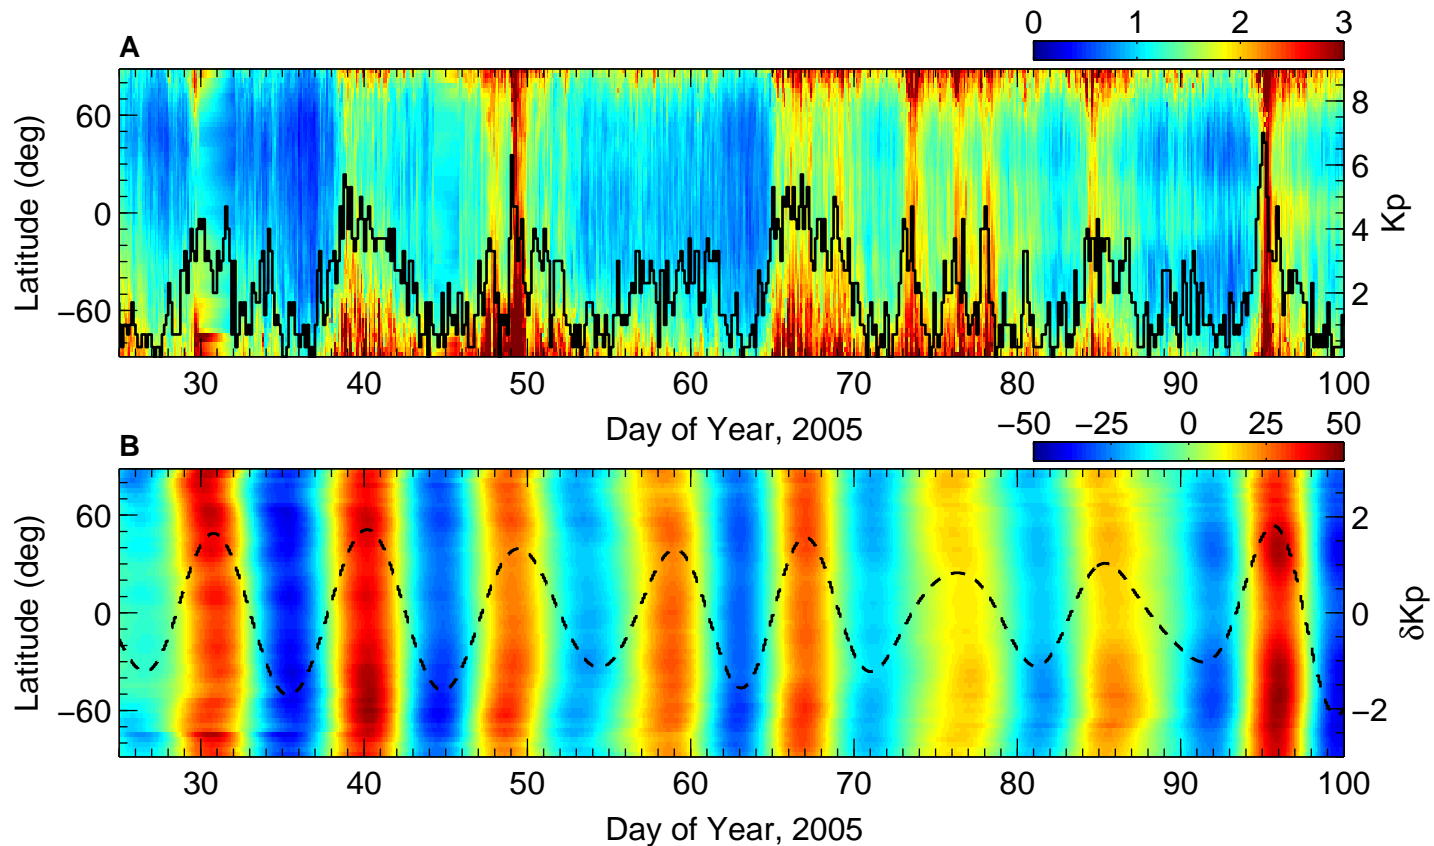 0 1 2 3
A
60 0 −60
Latitude (deg)
8 6 4 2
Kp
30 40 50 60 70 80 90 100
Day of Year, 2005
−50 −25 0 25 50
B
60 0 −60
Latitude (deg)
2 0 −2
δKp
30 40 50 60 70 80 90 100
Day of Year, 2005